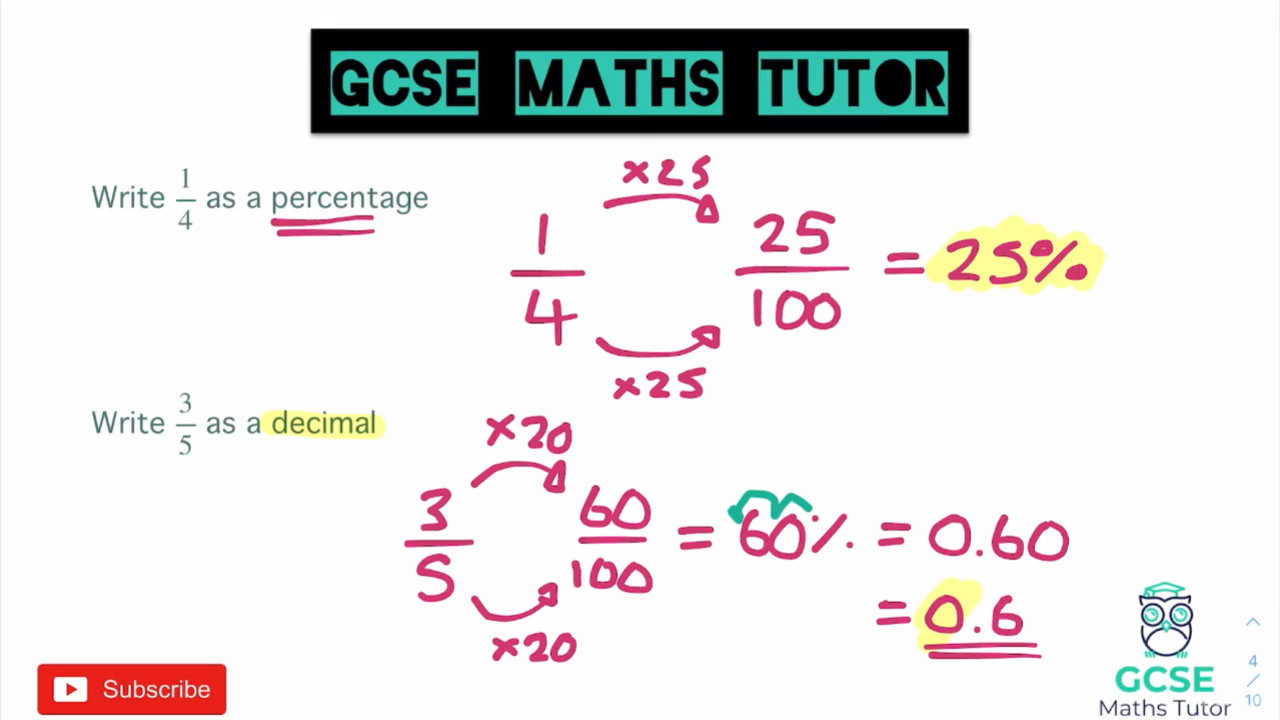 GCSE MATHS TUTOR
Write 1/4 as a percentage
×25
1/4 25/100 = 25%
×25
Write 3/5 as a decimal
×20
3/5 60/100 = 60% = 0.60
×20
= 0.6
Subscribe
GCSE
Maths Tutor
4
/
10